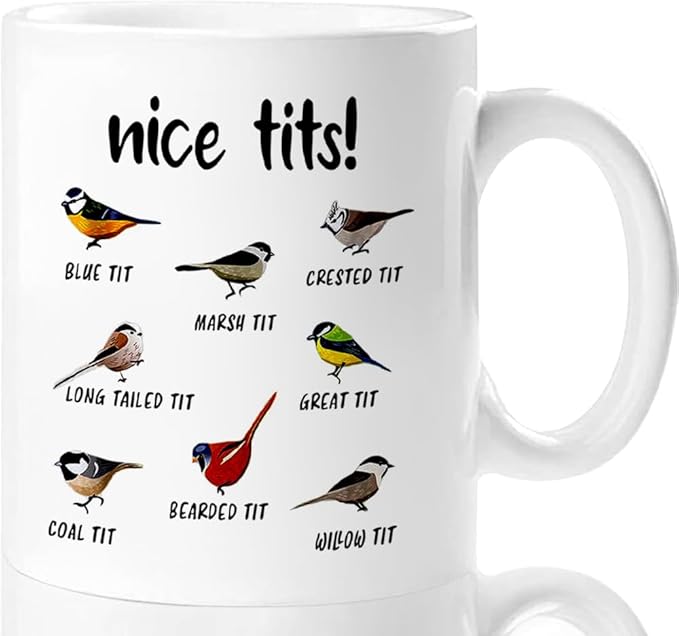 nice tits!
BLUE TIT
CRESTED TIT
MARSH TIT
LONG TAILED TIT
GREAT TIT
BEARDED TIT
COAL TIT
WILLOW TIT